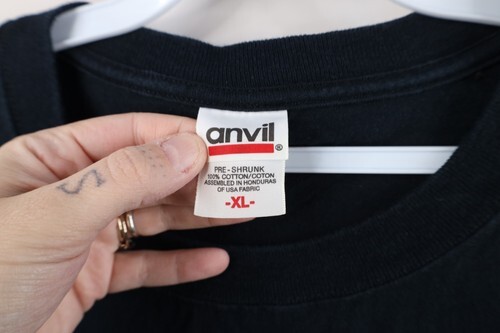 anvil®
PRE-SHRUNK
100% COTTON/COTON
ASSEMBLED IN HONDURAS
OF USA FABRIC
-XL-